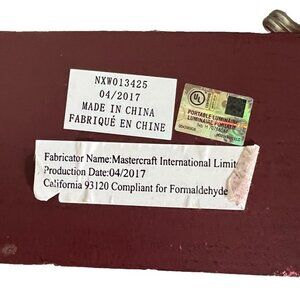 NXW013425
04/2017
MADE IN CHINA
FABRIQUÉ EN CHINE
UL
PORTABLE LUMINAIRE
LUMINAIRE PORTATIF
Fabricator Name:Mastercraft International Limit
Production Date:04/2017
California 93120 Compliant for Formaldehyde